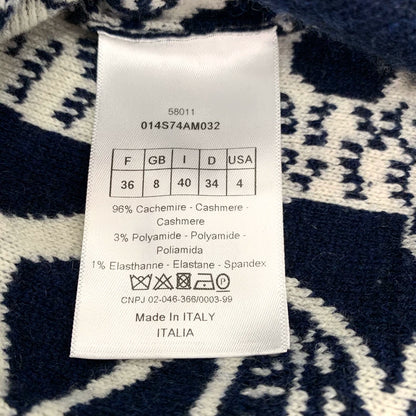 58011
014S74AM032
F GB I D USA
36 8 40 34 4
96% Cachemire - Cashmere -
Cashmere
3% Polyamide - Polyamide -
Poliamida
1% Elasthanne - Elastane - Spandex
CNPJ 02-046-366/0003-99
Made In ITALY
ITALIA